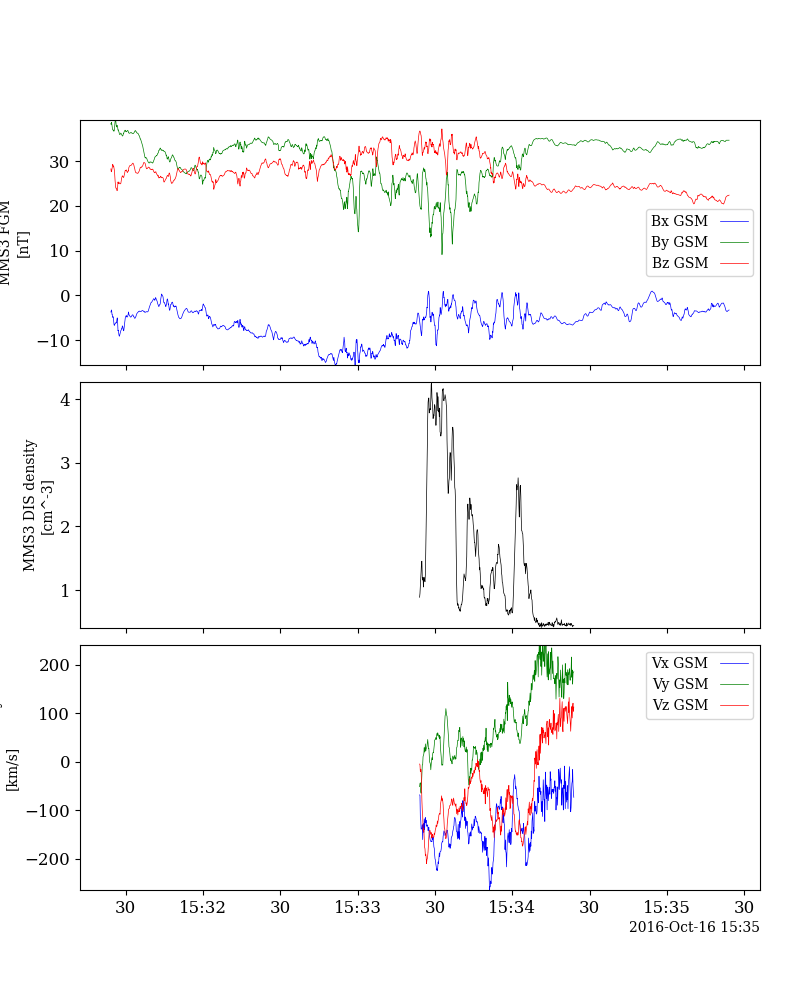 MMS3 FGM
[nT]
30
20
10
0
−10
Bx GSM
By GSM
Bz GSM
MMS3 DIS density
[cm^-3]
4
3
2
1
[km/s]
200
100
0
−100
−200
Vx GSM
Vy GSM
Vz GSM
30
15:32
30
15:33
30
15:34
30
15:35
30
2016-Oct-16 15:35